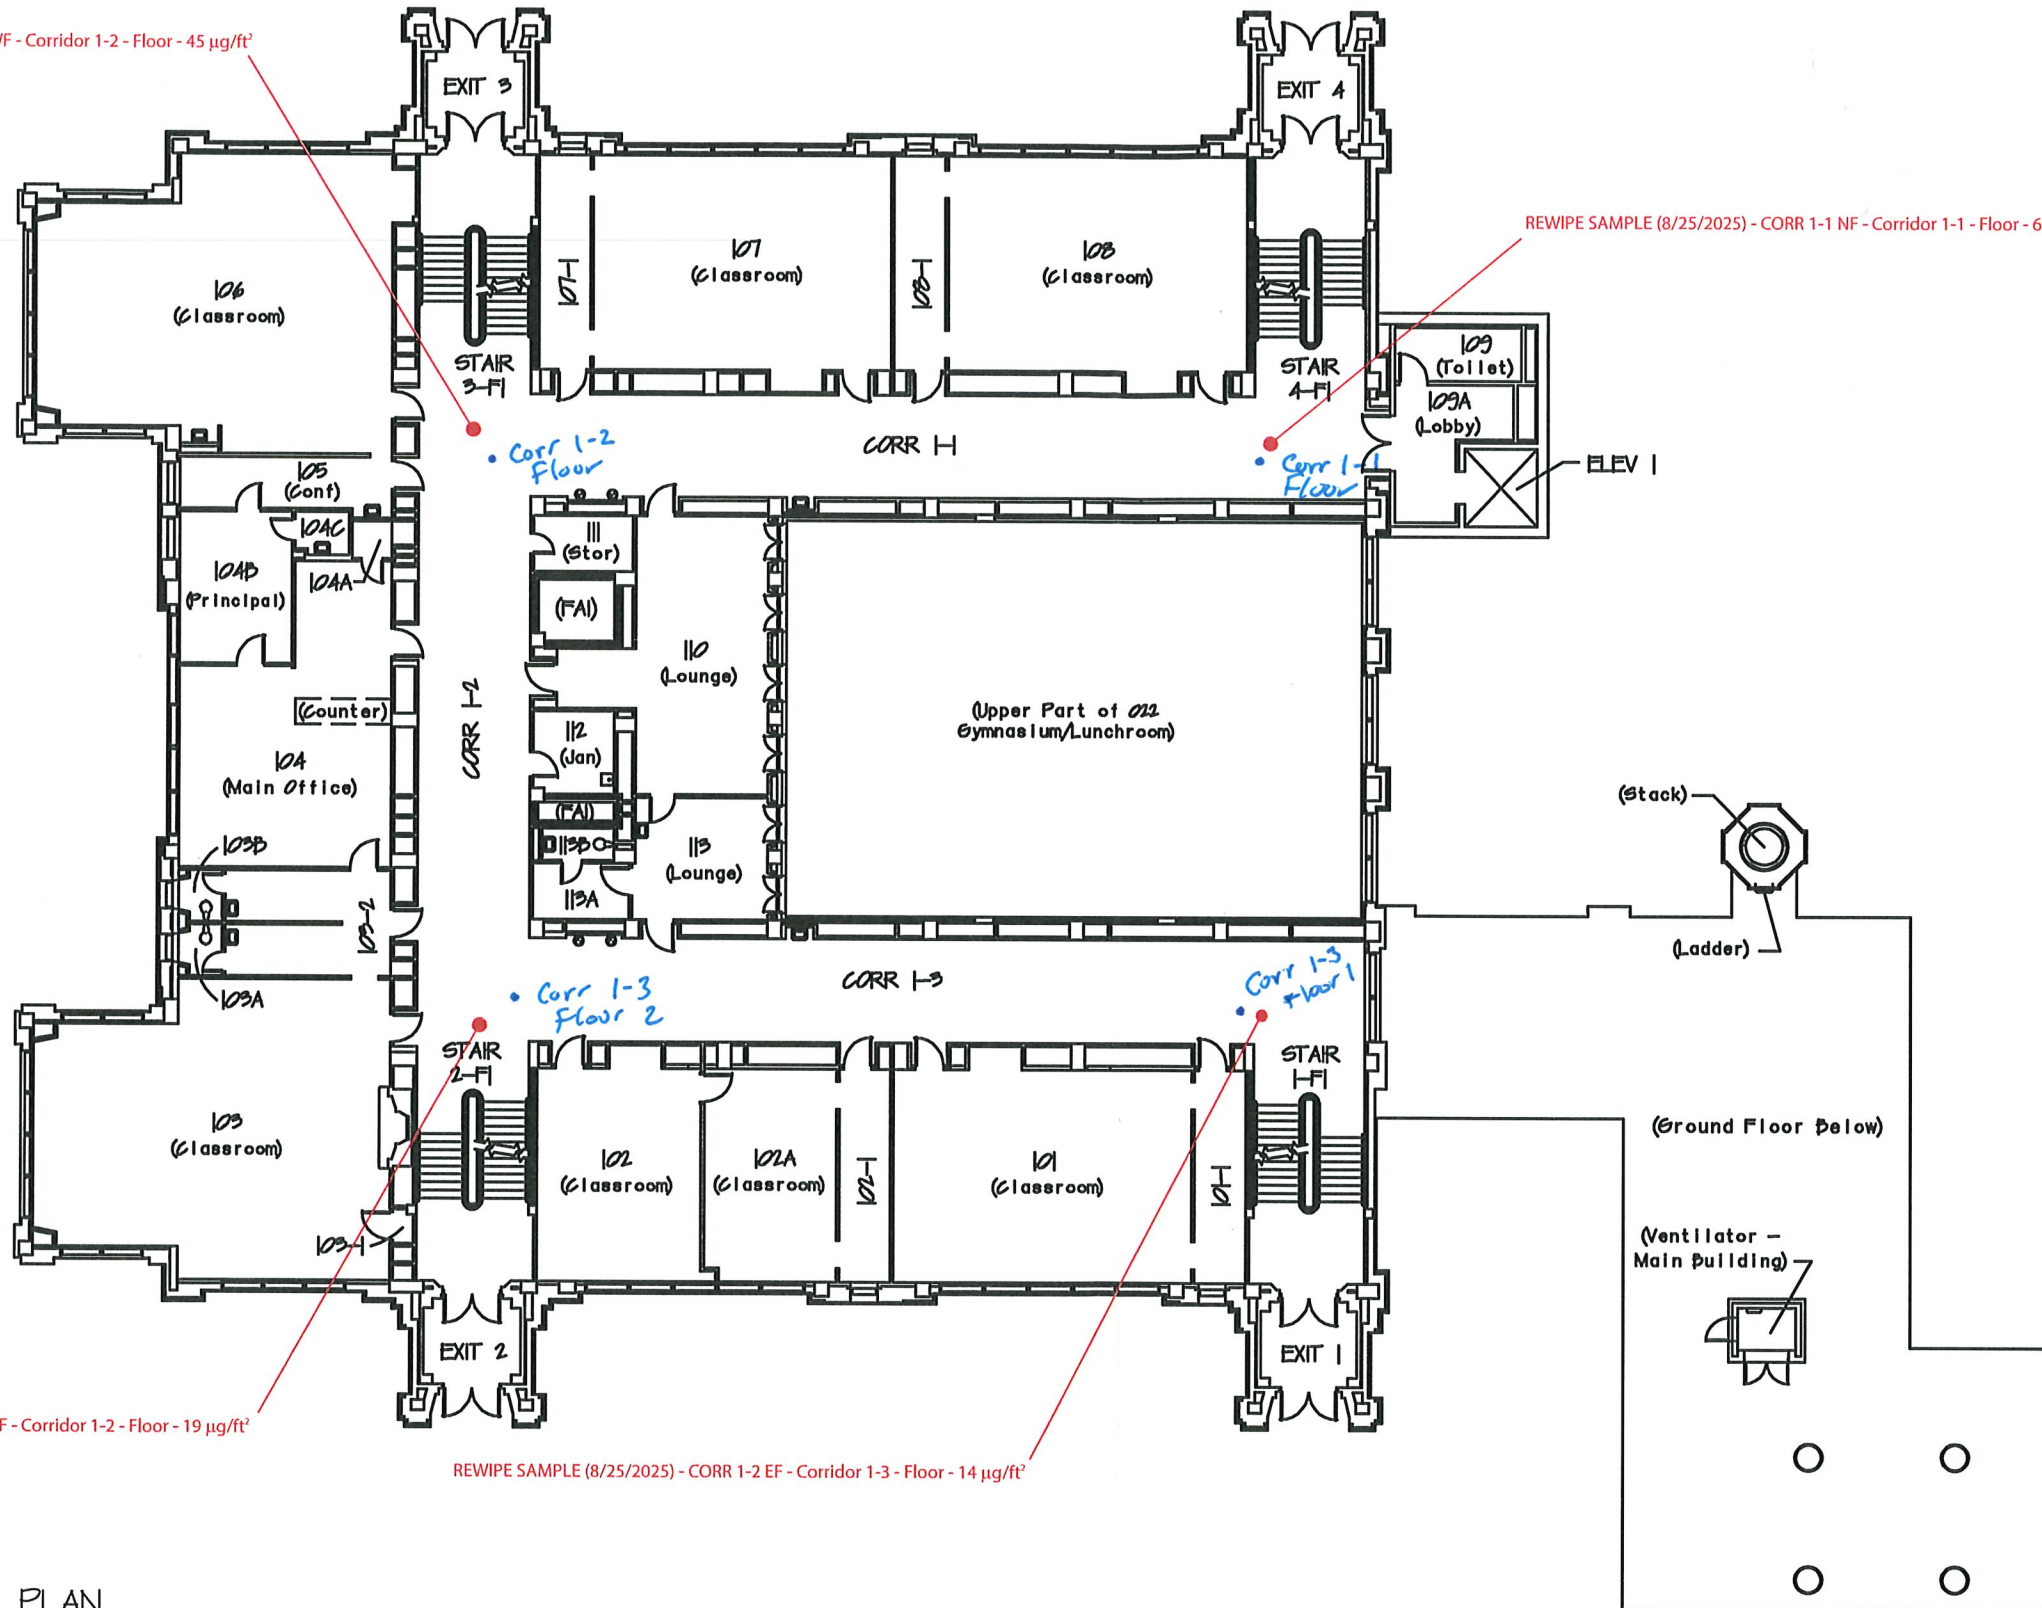 /F - Corridor 1-2 - Floor - 45 µg/ft²
EXIT 3
EXIT 4
REWIPE SAMPLE (8/25/2025) - CORR 1-1 NF - Corridor 1-1 - Floor - 6
106
(Classroom)
107-1
107
(Classroom)
108-1
108
(Classroom)
STAIR
3-F1
STAIR
4-F1
109
(Toilet)
109A
(Lobby)
ELEV 1
Corr 1-2
Floor
CORR 1-1
Corr 1-1
Floor
105
(Conf)
104C
104B
(Principal)
104A
111
(Stor)
(FAI)
110
(Lounge)
CORR 1-2
(Counter)
112
(Jan)
(Upper Part of 022
Gymnasium/Lunchroom)
104
(Main Office)
(FAI)
113B
113
(Lounge)
113A
103B
103-2
103A
(Stack)
(Ladder)
CORR 1-3
Corr 1-3
Floor 2
Corr 1-3
Floor 1
STAIR
2-F1
STAIR
1-F1
103
(Classroom)
103-1
102
(Classroom)
102A
(Classroom)
102-1
101
(Classroom)
101-1
(Ground Floor Below)
(Ventilator -
Main Building)
EXIT 2
EXIT 1
F - Corridor 1-2 - Floor - 19 µg/ft²
REWIPE SAMPLE (8/25/2025) - CORR 1-2 EF - Corridor 1-3 - Floor - 14 µg/ft²
PLAN